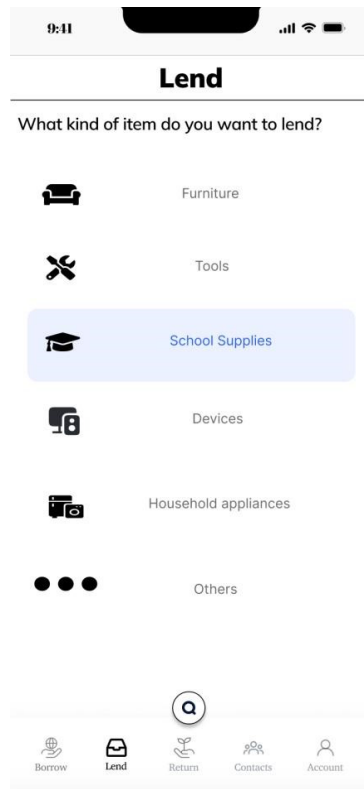 9:41
Lend
What kind of item do you want to lend?
Furniture
Tools
School Supplies
Devices
Household appliances
Others
Borrow Lend Return Contacts Account